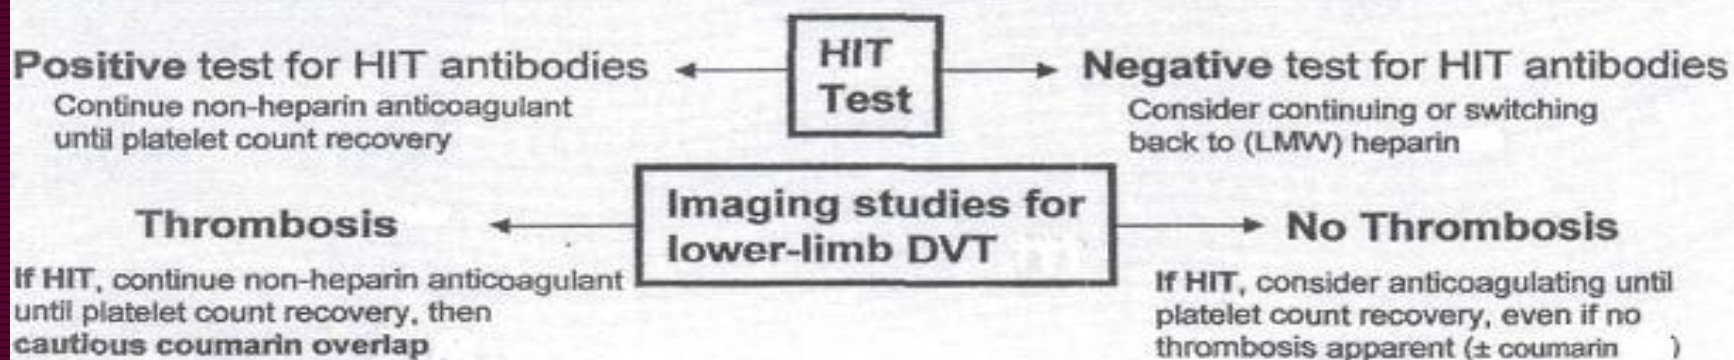 HIT
Test
Positive test for HIT antibodies
Continue non-heparin anticoagulant
until platelet count recovery
Negative test for HIT antibodies
Consider continuing or switching
back to (LMW) heparin
Imaging studies for
lower-limb DVT
Thrombosis
If HIT, continue non-heparin anticoagulant
until platelet count recovery, then
cautious coumarin overlap
No Thrombosis
If HIT, consider anticoagulating until
platelet count recovery, even if no
thrombosis apparent (± coumarin )